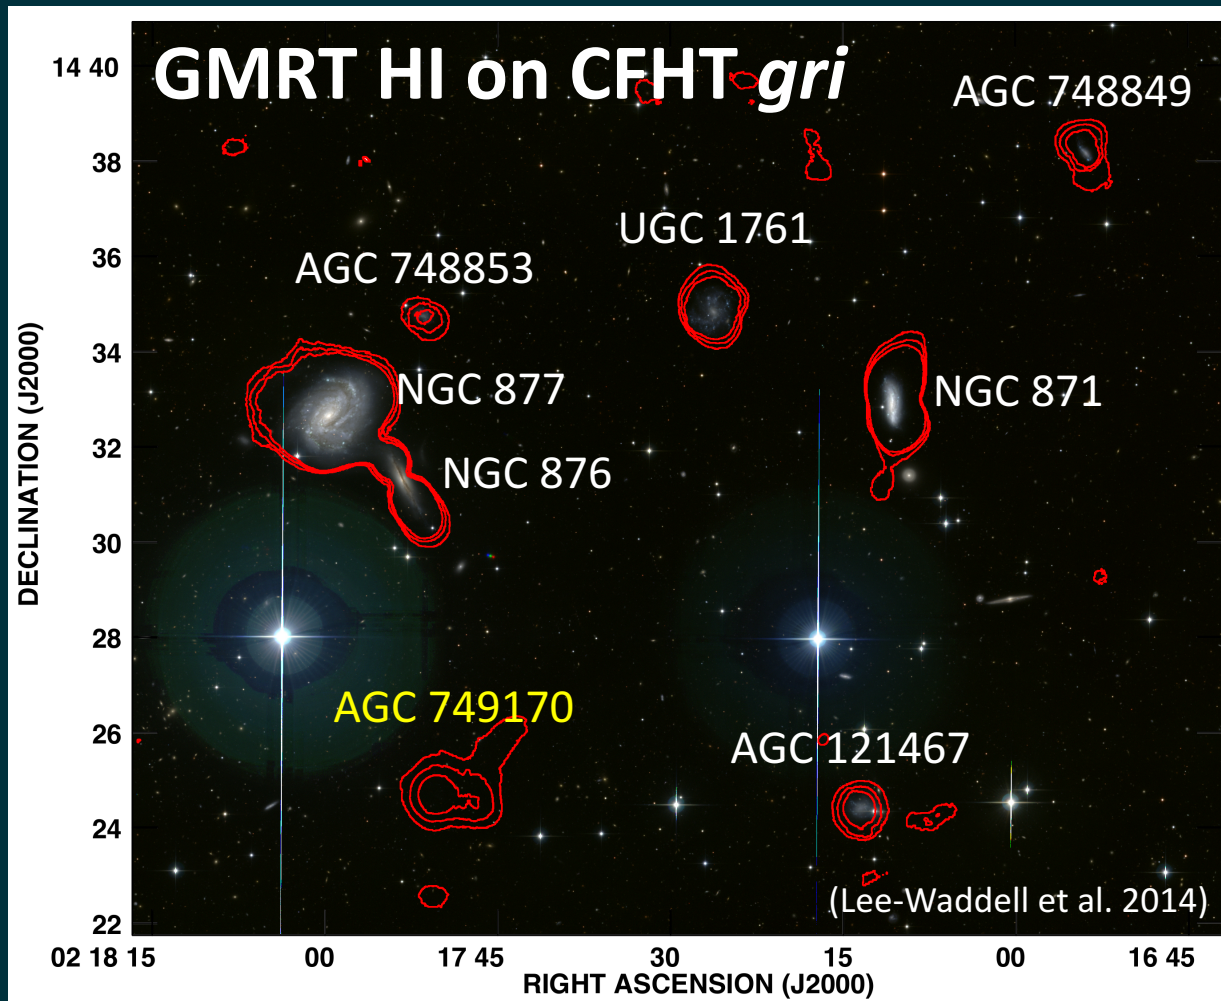 GMRT HI on CFHT gri
AGC 748849
UGC 1761
AGC 748853
NGC 877
NGC 871
NGC 876
AGC 749170
AGC 121467
(Lee-Waddell et al. 2014)
DECLINATION (J2000)
14 40
38
36
34
32
30
28
26
24
22
02 18 15
00
17 45
30
15
00
16 45
RIGHT ASCENSION (J2000)